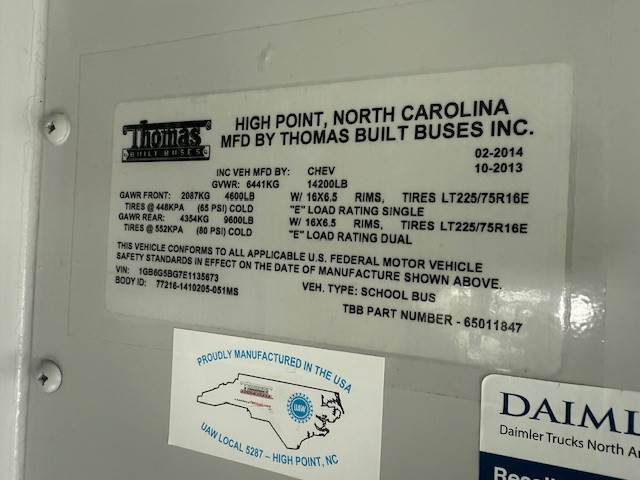 Thomas
BUILT BUSES
HIGH POINT, NORTH CAROLINA
MFD BY THOMAS BUILT BUSES INC.
02-2014
INC VEH MFD BY: CHEV 10-2013
GVWR: 6441KG 14200LB
GAWR FRONT: 2087KG 4600LB W/ 16X6.5 RIMS, TIRES LT225/75R16E
TIRES @ 448KPA (65 PSI) COLD "E" LOAD RATING SINGLE
GAWR REAR: 4354KG 9600LB W/ 16X6.5 RIMS, TIRES LT225/75R16E
TIRES @ 552KPA (80 PSI) COLD "E" LOAD RATING DUAL
THIS VEHICLE CONFORMS TO ALL APPLICABLE U.S. FEDERAL MOTOR VEHICLE
SAFETY STANDARDS IN EFFECT ON THE DATE OF MANUFACTURE SHOWN ABOVE.
VIN: 1GB6G5BG7E1135673
BODY ID: 77216-1410205-051MS VEH. TYPE: SCHOOL BUS
TBB PART NUMBER - 65011847
PROUDLY MANUFACTURED IN THE USA
UAW
UAW LOCAL 5287 – HIGH POINT, NC
DAIML
Daimler Trucks North A